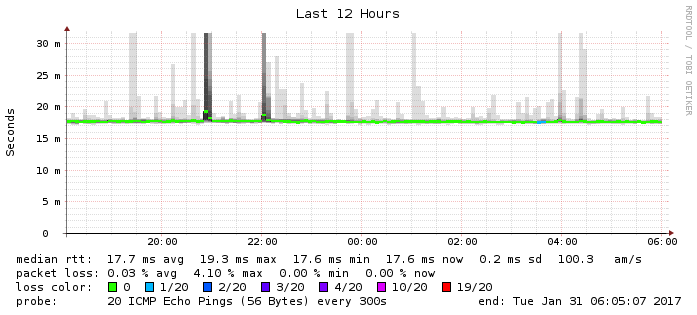 Last 12 Hours
RRDTOOL / TOBI OETIKER
Seconds
30 m
25 m
20 m
15 m
10 m
5 m
0
20:00 22:00 00:00 02:00 04:00 06:00
median rtt: 17.7 ms avg 19.3 ms max 17.6 ms min 17.6 ms now 0.2 ms sd 100.3 am/s
packet loss: 0.03 % avg 4.10 % max 0.00 % min 0.00 % now
loss color: 0 1/20 2/20 3/20 4/20 10/20 19/20
probe: 20 ICMP Echo Pings (56 Bytes) every 300s end: Tue Jan 31 06:05:07 2017